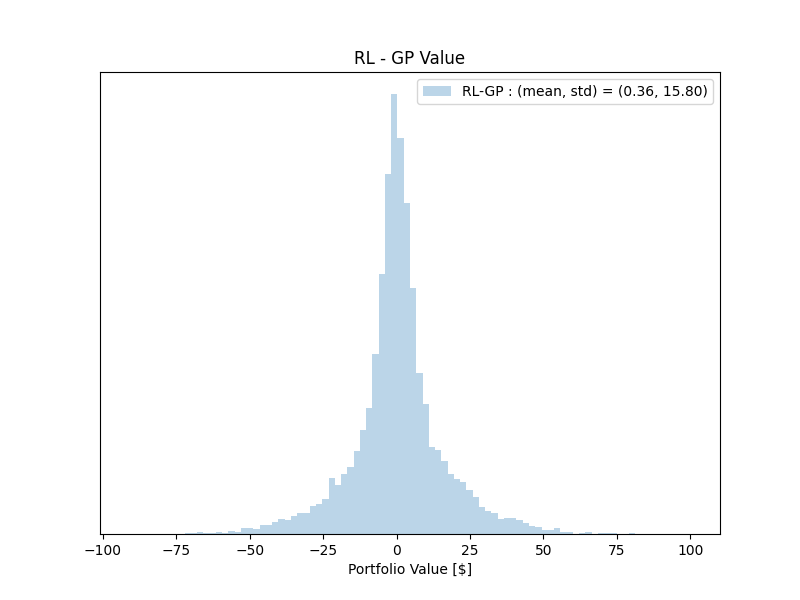 RL - GP Value
RL-GP : (mean, std) = (0.36, 15.80)
−100 −75 −50 −25 0 25 50 75 100
Portfolio Value [$]